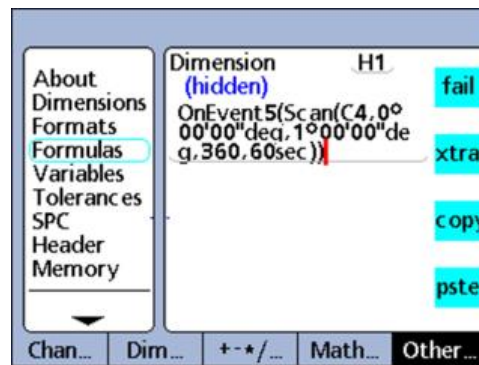 About
Dimensions
Formats
Formulas
Variables
Tolerances
SPC
Header
Memory
Dimension H1
(hidden)
OnEvent5(Scan(C4,0°
00'00"deg,1°00'00"de
g,360,60sec))
fail
xtra
copy
pste
Chan... Dim... +-*/... Math... Other...